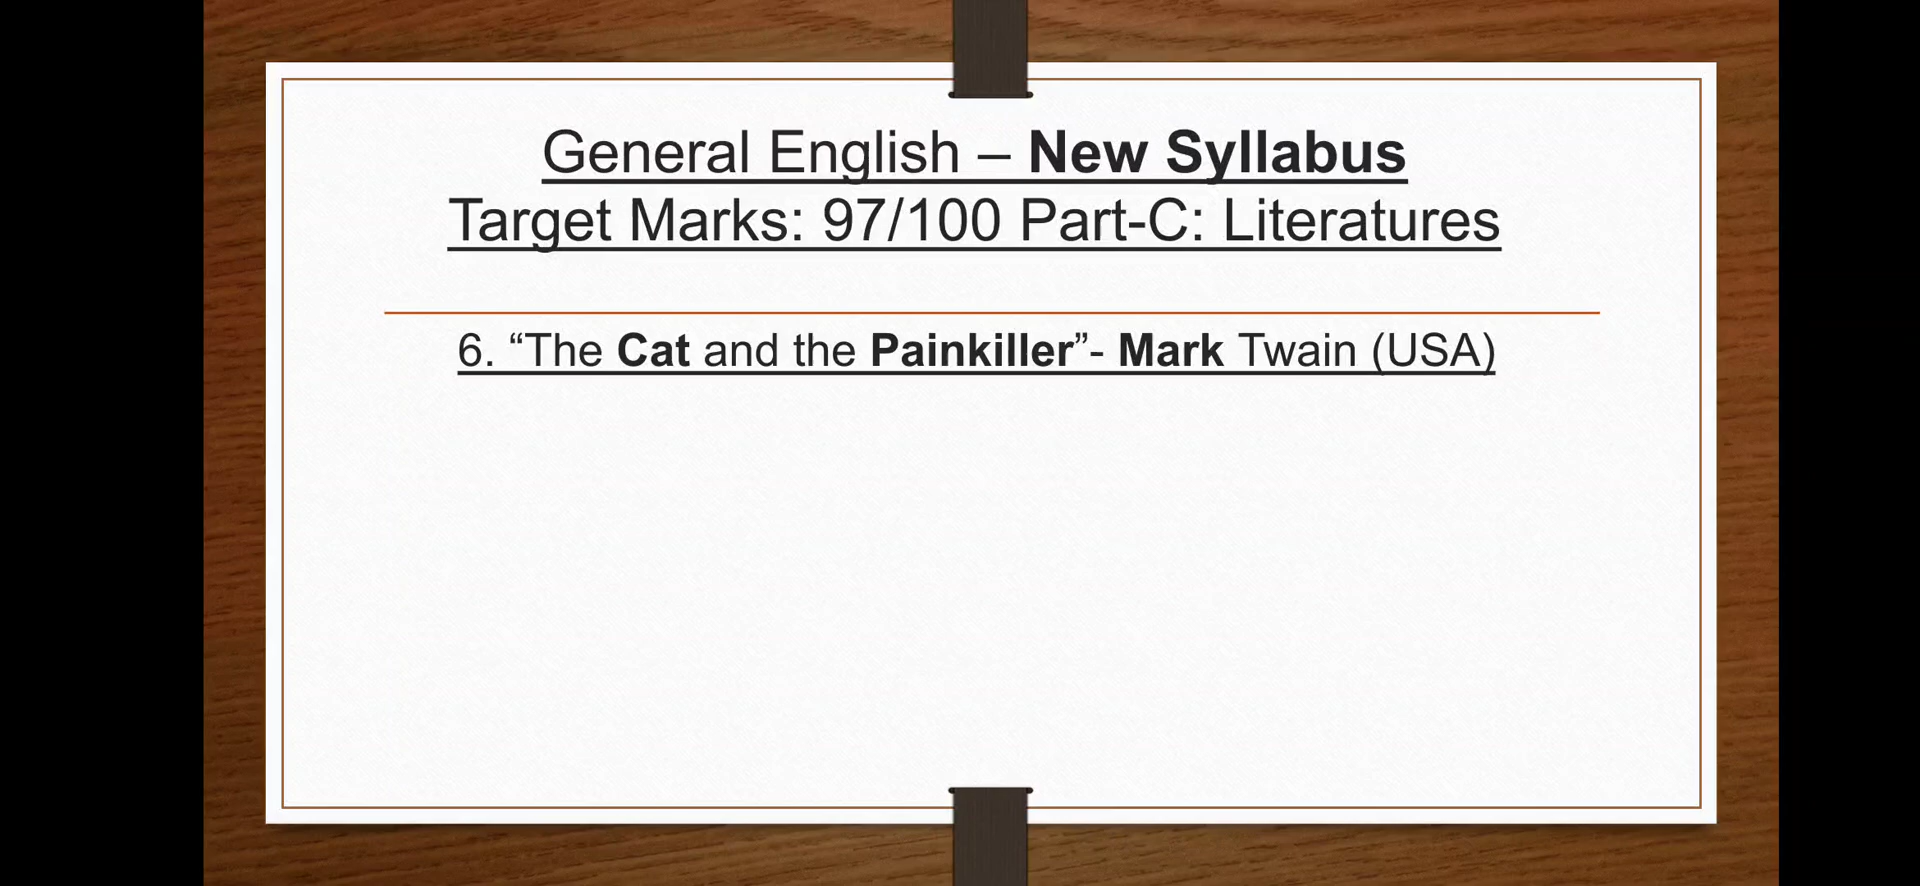 General English – New Syllabus
Target Marks: 97/100 Part-C: Literatures
6. “The Cat and the Painkiller”- Mark Twain (USA)